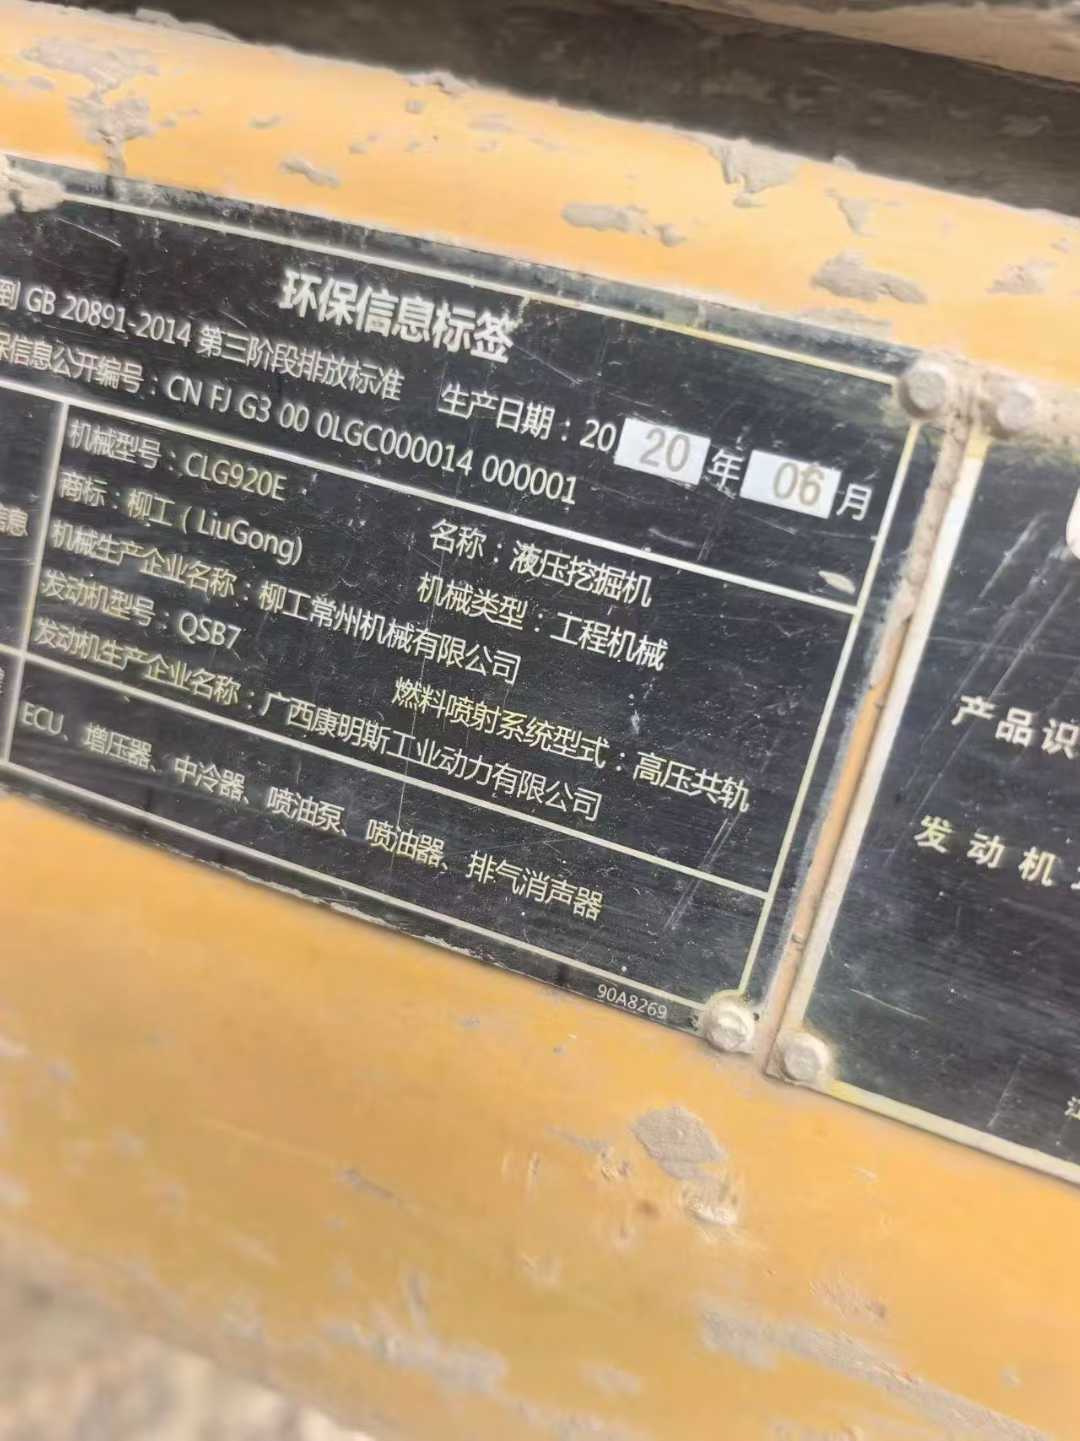 环保信息标签
到 GB 20891-2014 第三阶段排放标准 生产日期：2020年06月
保信息公开编号：CN FJ G3 00 0LGC000014 000001
信息
机械型号：CLG920E 名称：液压挖掘机
商标：柳工（LiuGong) 机械类型：工程机械
机械生产企业名称：柳工常州机械有限公司
发动机型号：QSB7 燃料喷射系统型式：高压共轨
发动机生产企业名称：广西康明斯工业动力有限公司
ECU、增压器、中冷器、喷油泵、喷油器、排气消声器
90A8269
产品识
发动机
江